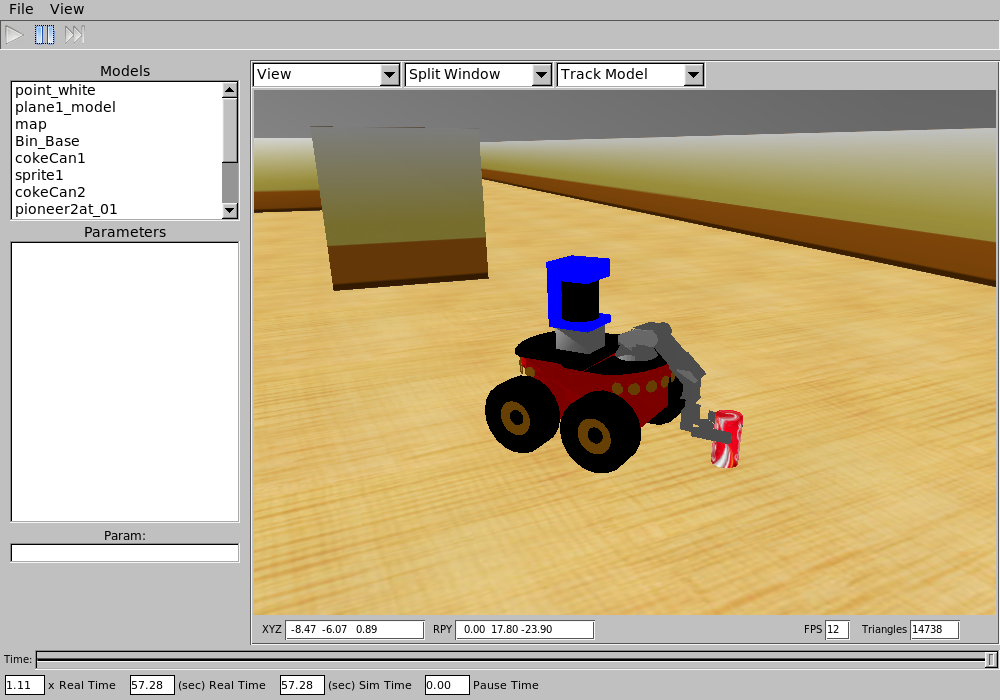 File View
Models
point_white
plane1_model
map
Bin_Base
cokeCan1
sprite1
cokeCan2
pioneer2at_01
Parameters
Param:
View Split Window Track Model
XYZ -8.47 -6.07 0.89 RPY 0.00 17.80 -23.90 FPS 12 Triangles 14738
Time:
1.11 x Real Time 57.28 (sec) Real Time 57.28 (sec) Sim Time 0.00 Pause Time